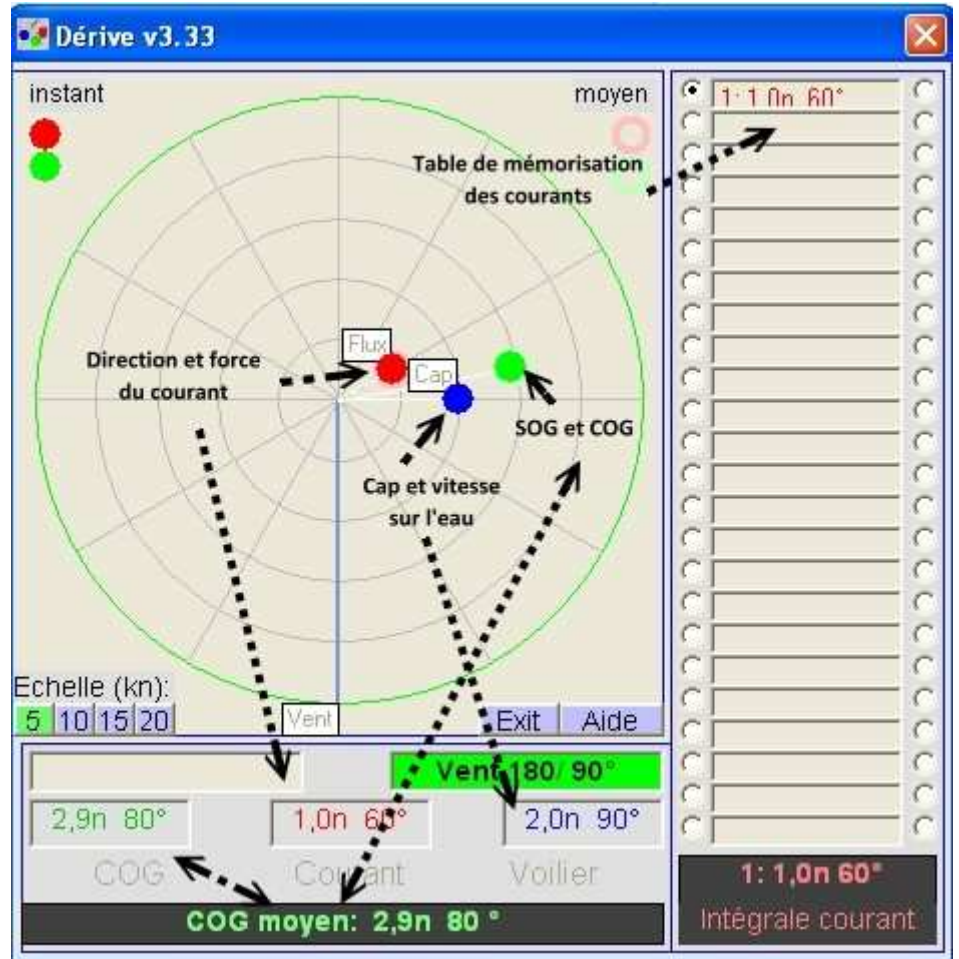 Dérive v3.33
instant
moyen
1: 1,0n 60°
Table de mémorisation
des courants
Flux
Direction et force
du courant
Cap
SOG et COG
Cap et vitesse
sur l'eau
Echelle (kn):
5 10 15 20
Vent
Exit
Aide
Vent 180/ 90°
2,9n 80°
1,0n 60°
2,0n 90°
COG
Courant
Voilier
COG moyen: 2,9n 80 °
1: 1,0n 60°
Intégrale courant